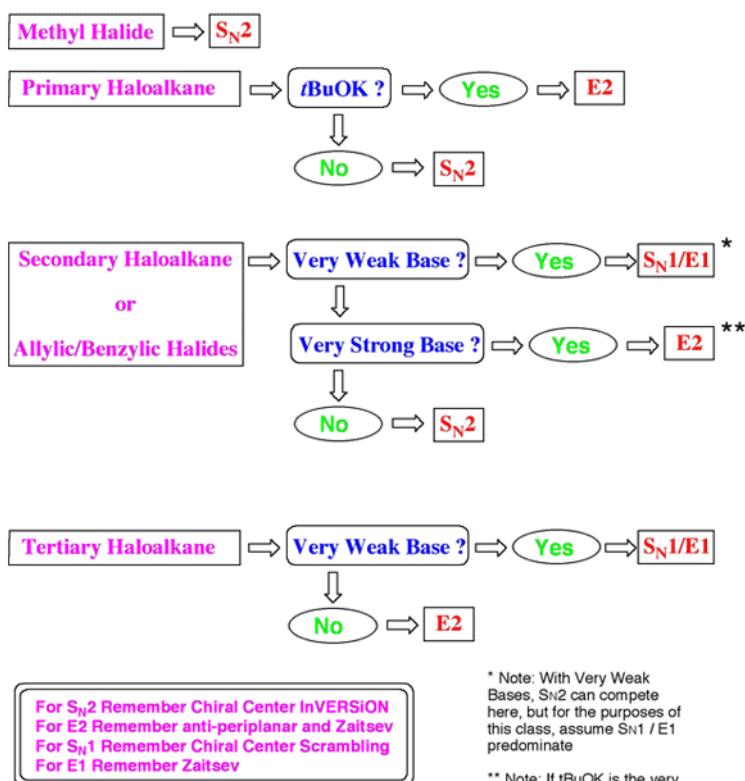 Methyl Halide SN2
Primary Haloalkane tBuOK ? Yes E2
No SN2
Secondary Haloalkane Very Weak Base ? Yes SN1/E1 *
or
Allylic/Benzylic Halides Very Strong Base ? Yes E2 **
No SN2
Tertiary Haloalkane Very Weak Base ? Yes SN1/E1
No E2
For SN2 Remember Chiral Center InVERSiON
For E2 Remember anti-periplanar and Zaitsev
For SN1 Remember Chiral Center Scrambling
For E1 Remember Zaitsev
* Note: With Very Weak
Bases, SN2 can compete
here, but for the purposes of
this class, assume SN1 / E1
predominate
** Note: If tBuOK is the very